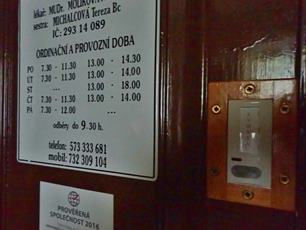 lékař: MUDr. MOLÍKOVÁ
sestra: MICHALCOVÁ Tereza Bc
IČ: 293 14 089
ORDINAČNÍ A PROVOZNÍ DOBA
PO 7.30 - 11.30 13.00 - 14.30
ÚT 7.30 - 11.30 13.00 - 14.00
ST ... 13.00 - 18.00
ČT 7.30 - 11.30 13.00 - 14.00
PA 7.30 - 12.00 ...
odběry do 9.30 h.
telefon: 573 333 681
mobil: 732 309 104
PROVĚŘENÁ
SPOLEČNOST 2016